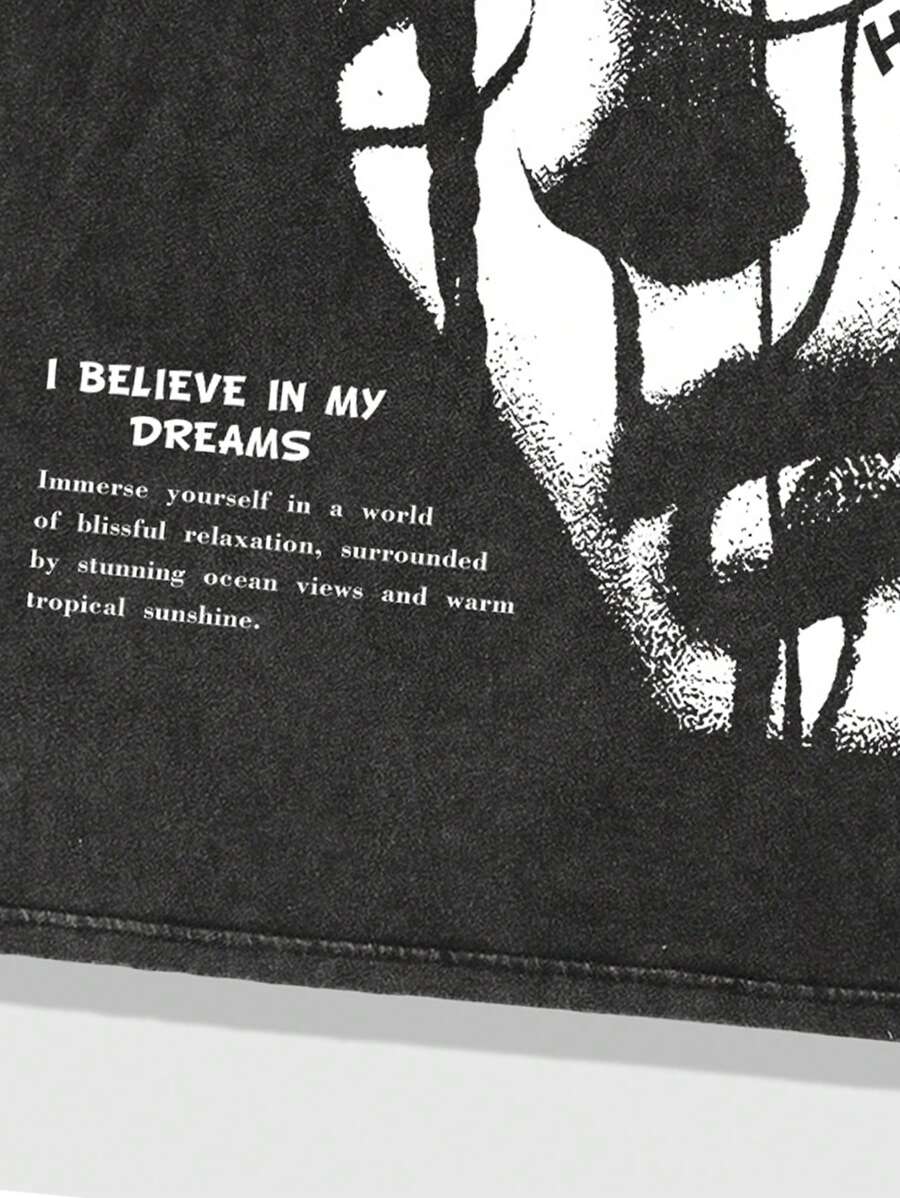 I BELIEVE IN MY
DREAMS
Immerse yourself in a world
of blissful relaxation, surrounded
by stunning ocean views and warm
tropical sunshine.